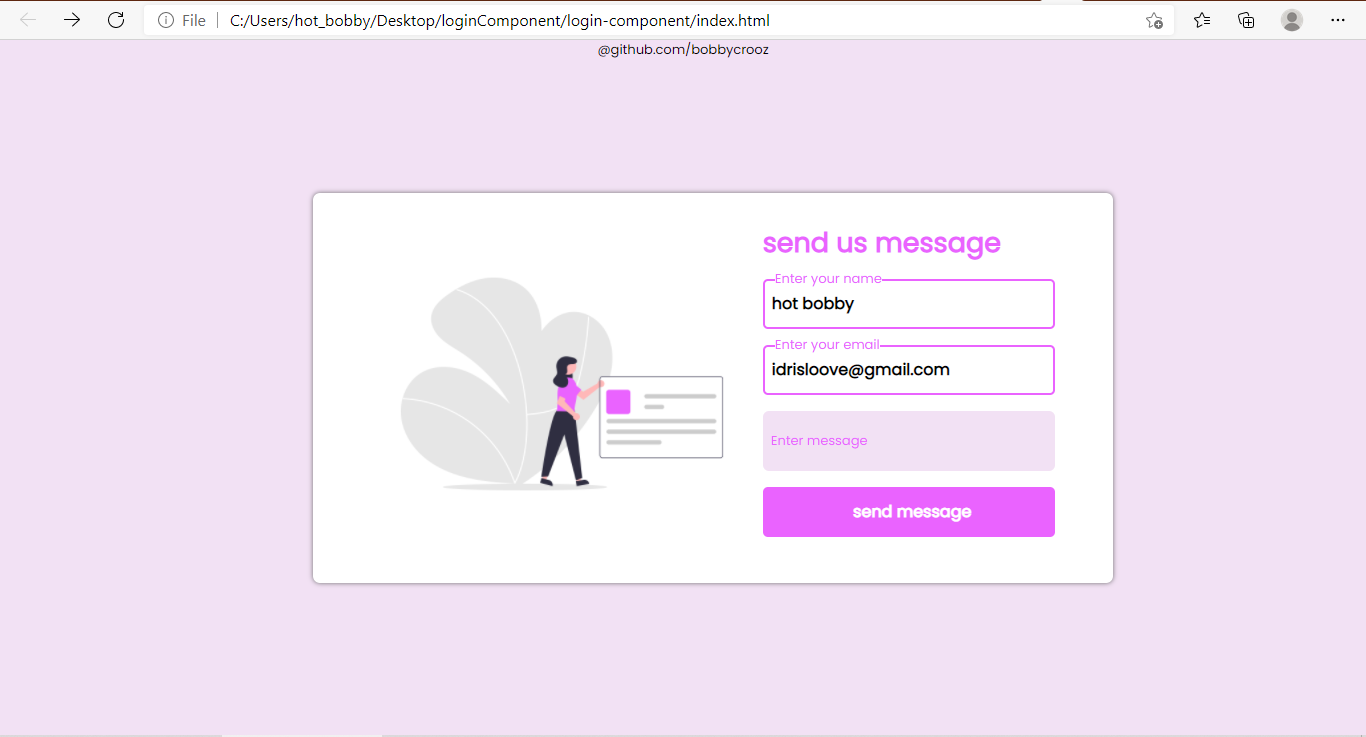 File
C:/Users/hot_bobby/Desktop/loginComponent/login-component/index.html
@github.com/bobbycrooz
send us message
Enter your name
hot bobby
Enter your email
idrisloove@gmail.com
Enter message
send message